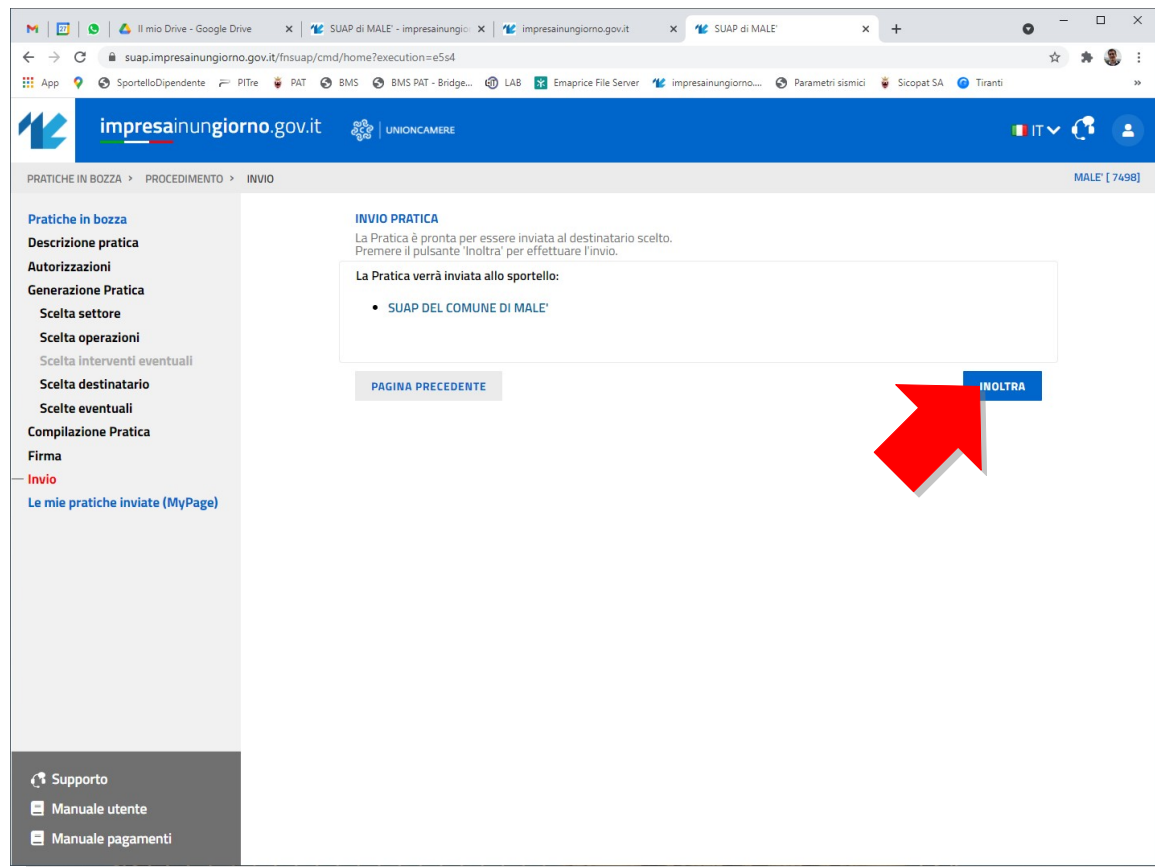 Il mio Drive - Google Drive
SUAP di MALE' - impresainungio
impresainungiorno.gov.it
SUAP di MALE'
suap.impresainungiorno.gov.it/fnsuap/cmd/home?execution=e5s4
App
SportelloDipendente
PITre
PAT
BMS
BMS PAT - Bridge...
LAB
Emaprice File Server
impresainungiorno....
Parametri sismici
Sicopat SA
Tiranti
»
impresainungiorno.gov.it
UNIONCAMERE
IT
PRATICHE IN BOZZA > PROCEDIMENTO > INVIO
MALE' [ 7498]
Pratiche in bozza
Descrizione pratica
Autorizzazioni
Generazione Pratica
Scelta settore
Scelta operazioni
Scelta interventi eventuali
Scelta destinatario
Scelte eventuali
Compilazione Pratica
Firma
Invio
Le mie pratiche inviate (MyPage)
INVIO PRATICA
La Pratica è pronta per essere inviata al destinatario scelto.
Premere il pulsante 'Inoltra' per effettuare l'invio.
La Pratica verrà inviata allo sportello:
• SUAP DEL COMUNE DI MALE'
PAGINA PRECEDENTE
INOLTRA
Supporto
Manuale utente
Manuale pagamenti